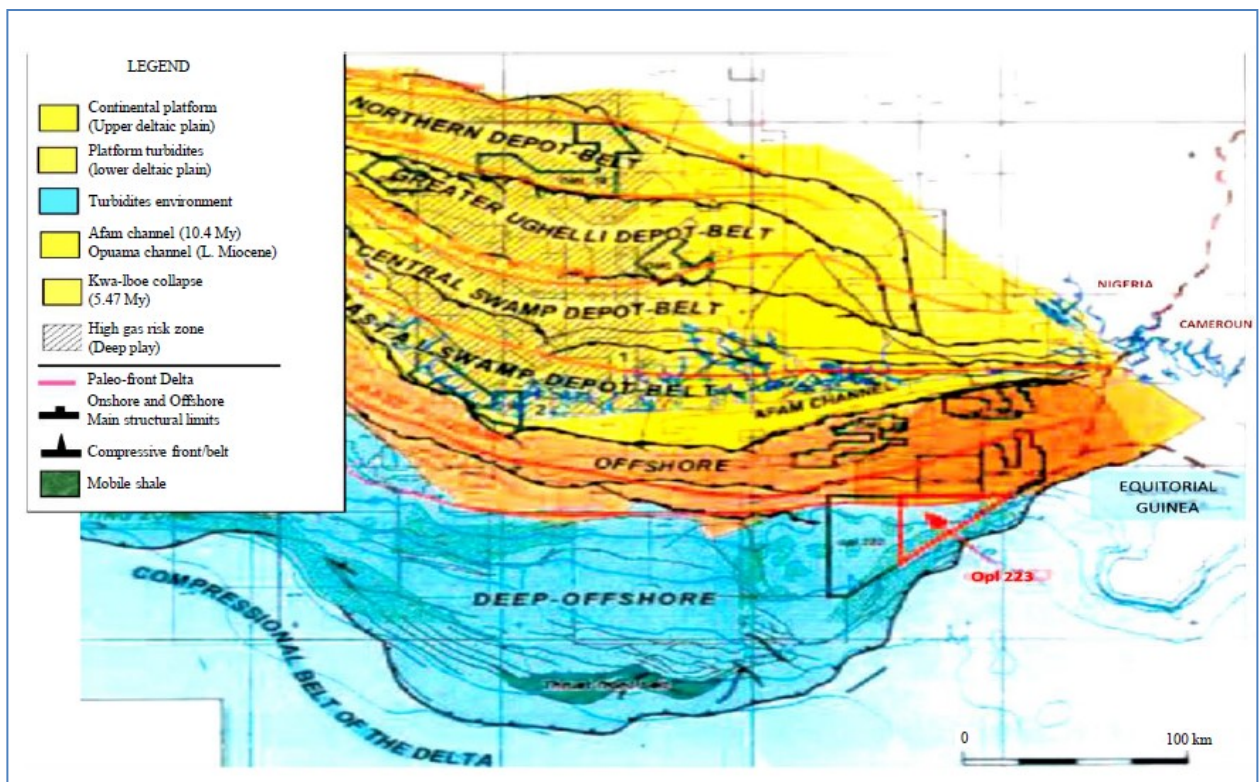 LEGEND
Continental platform
(Upper deltaic plain)
Platform turbidites
(lower deltaic plain)
Turbidites environment
Afam channel (10.4 My)
Opuama channel (L. Miocene)
Kwa-lboe collapse
(5.47 My)
High gas risk zone
(Deep play)
Paleo-front Delta
Onshore and Offshore
Main structural limits
Compressive front/belt
Mobile shale
NORTHERN DEPOT-BELT
GREATER UGHELLI DEPOT-BELT
CENTRAL SWAMP DEPOT-BELT
SWAMP DEPOT-BELT
1
2
AFAM CHANNEL
OFFSHORE
NIGERIA
CAMEROUN
EQUITORIAL
GUINEA
Opl 223
DEEP-OFFSHORE
COMPRESSIONAL BELT OF THE DELTA
0 100 km